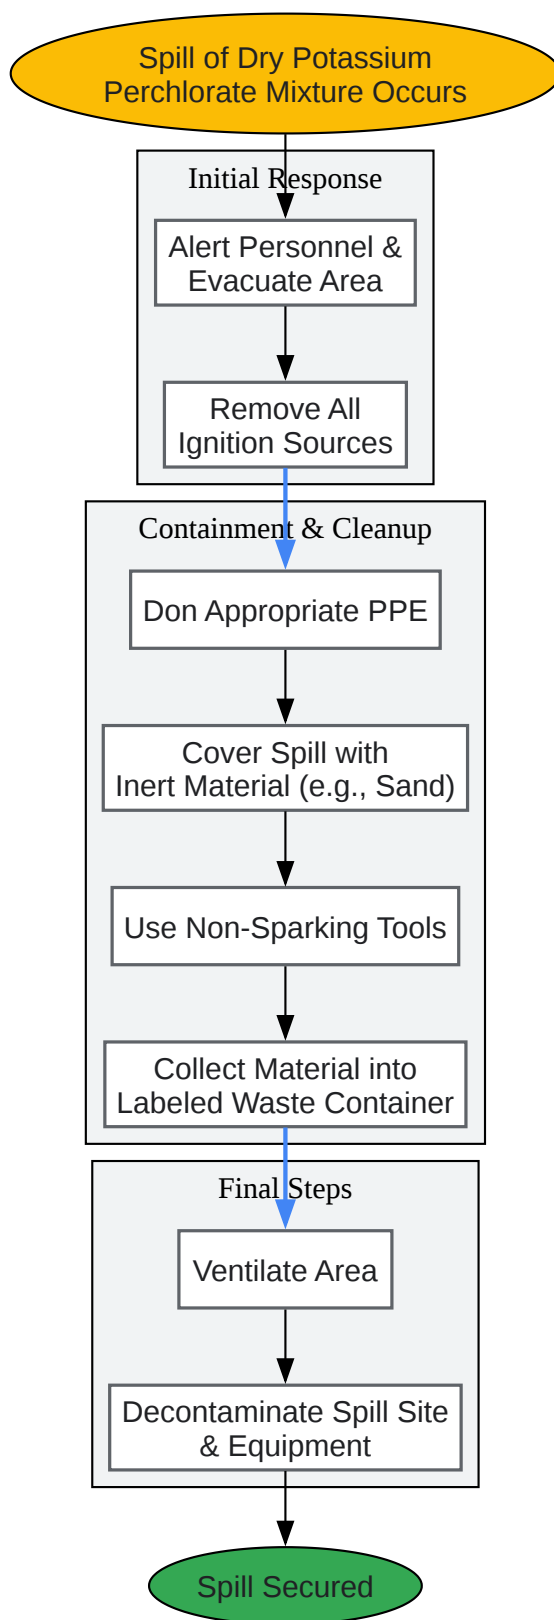 Spill of Dry Potassium
Perchlorate Mixture Occurs
Initial Response
Alert Personnel &
Evacuate Area
Remove All
Ignition Sources
Containment & Cleanup
Don Appropriate PPE
Cover Spill with
Inert Material (e.g., Sand)
Use Non-Sparking Tools
Collect Material into
Labeled Waste Container
Final Steps
Ventilate Area
Decontaminate Spill Site
& Equipment
Spill Secured